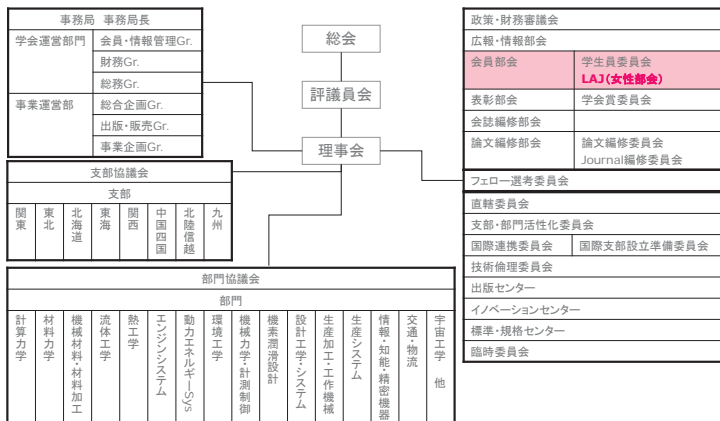 事務局 事務局長
学会運営部門
会員・情報管理Gr.
財務Gr.
総務Gr.
事業運営部
総合企画Gr.
出版・販売Gr.
事業企画Gr.
総会
評議員会
理事会
政策・財務審議会
広報・情報部会
会員部会
学生員委員会
LAJ(女性部会)
表彰部会
学会賞委員会
会誌編修部会
論文編修部会
論文編修委員会
Journal編修委員会
フェロー選考委員会
直轄委員会
支部・部門活性化委員会
国際連携委員会
国際支部設立準備委員会
技術倫理委員会
出版センター
イノベーションセンター
標準・規格センター
臨時委員会
支部協議会
支部
関東
東北
北海道
東海
関西
中国四国
北陸信越
九州
部門協議会
部門
計算力学
材料力学
機械材料・材料加工
流体工学
熱工学
エンジンシステム
動力エネルギーSys
環境工学
機械力学・計測制御
機素潤滑設計
設計工学・システム
生産加工・工作機械
生産システム
情報・知能・精密機器
交通・物流
宇宙工学 他